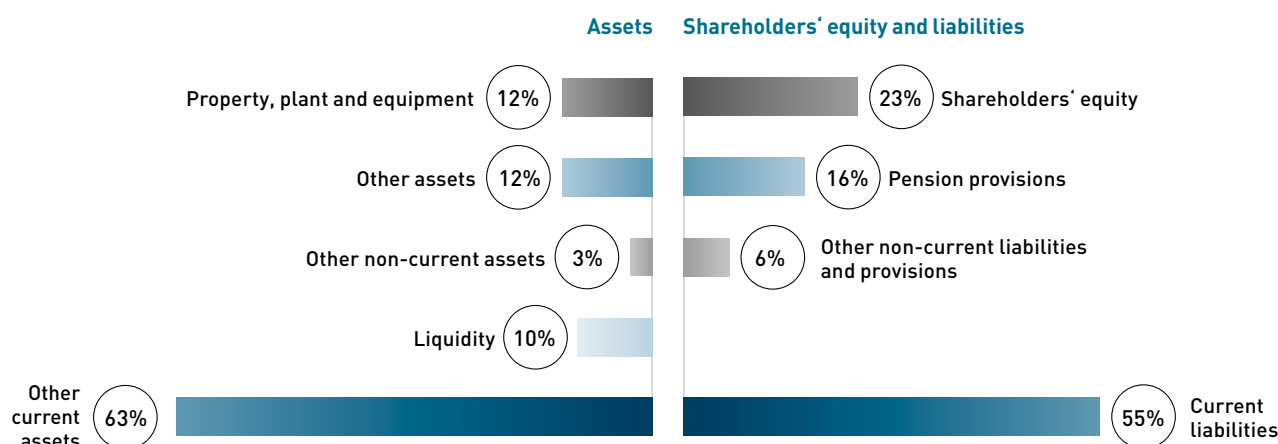 Assets
Shareholders‘ equity and liabilities
Property, plant and equipment 12%
23% Shareholders‘ equity
Other assets 12%
16% Pension provisions
Other non-current assets 3%
6% Other non-current liabilities
and provisions
Liquidity 10%
Other
current
assets
63%
55%
Current
liabilities